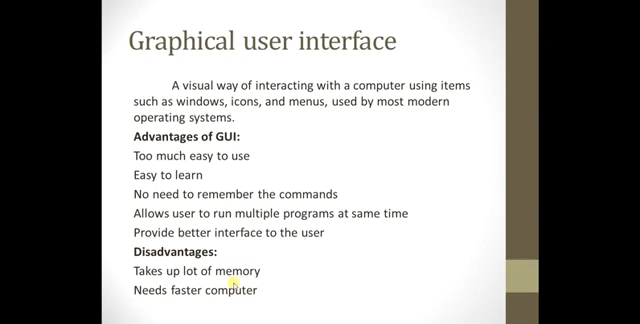 Graphical user interface
A visual way of interacting with a computer using items
such as windows, icons, and menus, used by most modern
operating systems.
Advantages of GUI:
Too much easy to use
Easy to learn
No need to remember the commands
Allows user to run multiple programs at same time
Provide better interface to the user
Disadvantages:
Takes up lot of memory
Needs faster computer